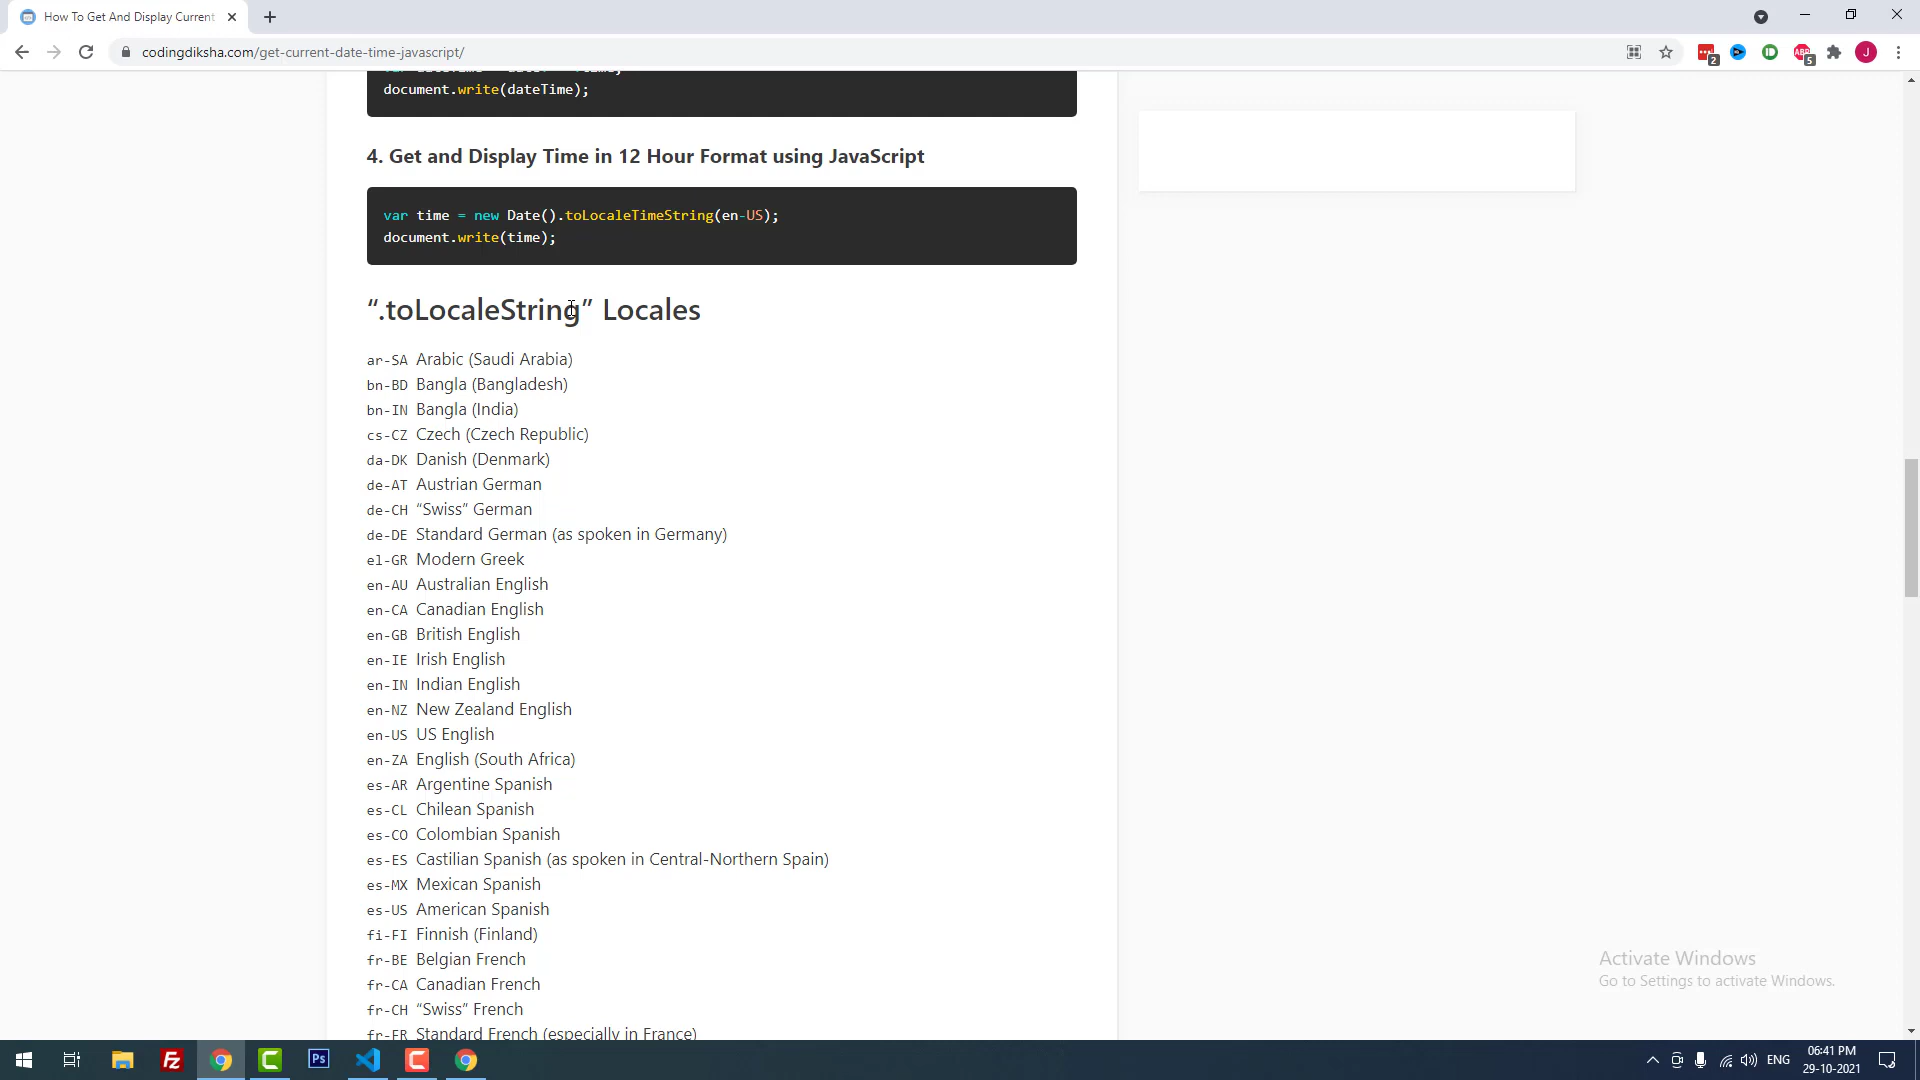 How To Get And Display Current
codingdiksha.com/get-current-date-time-javascript/
2
5
J
document.write(dateTime);
4. Get and Display Time in 12 Hour Format using JavaScript
var time = new Date().toLocaleTimeString(en-US);
document.write(time);
“.toLocaleString” Locales
ar-SA Arabic (Saudi Arabia)
bn-BD Bangla (Bangladesh)
bn-IN Bangla (India)
cs-CZ Czech (Czech Republic)
da-DK Danish (Denmark)
de-AT Austrian German
de-CH “Swiss” German
de-DE Standard German (as spoken in Germany)
el-GR Modern Greek
en-AU Australian English
en-CA Canadian English
en-GB British English
en-IE Irish English
en-IN Indian English
en-NZ New Zealand English
en-US US English
en-ZA English (South Africa)
es-AR Argentine Spanish
es-CL Chilean Spanish
es-CO Colombian Spanish
es-ES Castilian Spanish (as spoken in Central-Northern Spain)
es-MX Mexican Spanish
es-US American Spanish
fi-FI Finnish (Finland)
fr-BE Belgian French
fr-CA Canadian French
fr-CH “Swiss” French
fr-FR Standard French (especially in France)
Activate Windows
Go to Settings to activate Windows.
Fz
Ps
ENG
06:41 PM
29-10-2021